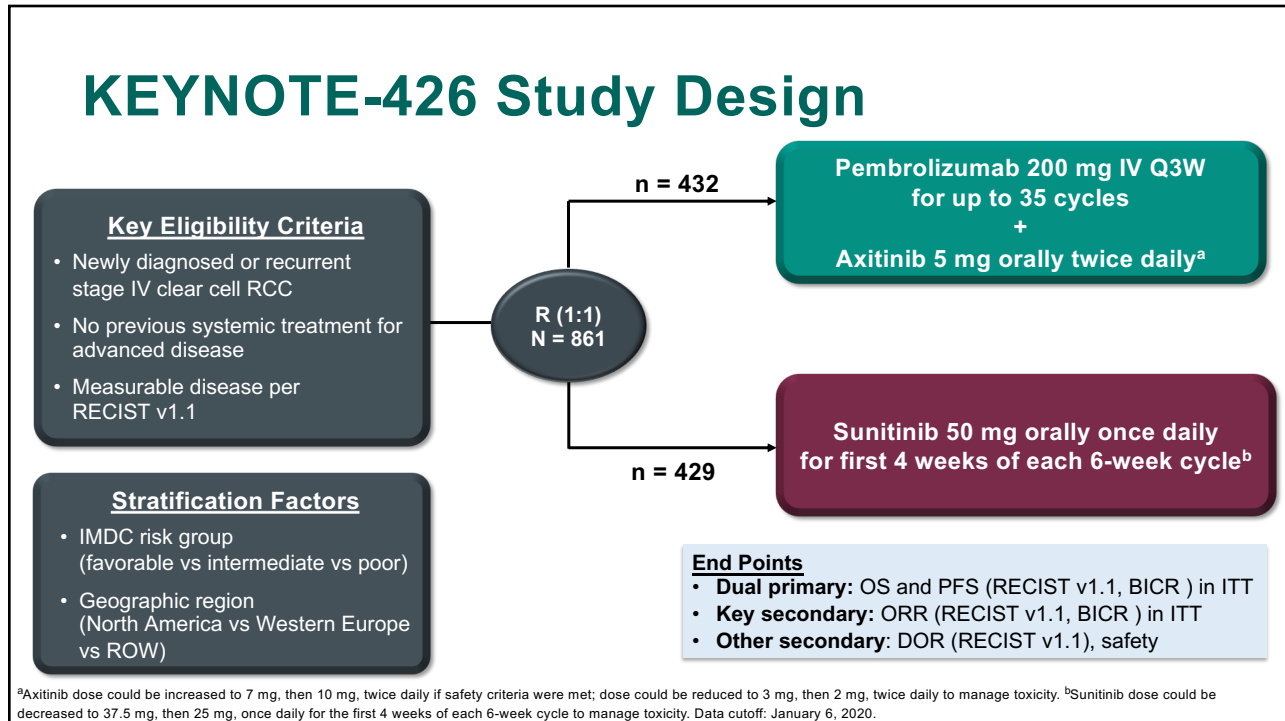 KEYNOTE-426 Study Design
Key Eligibility Criteria
• Newly diagnosed or recurrent
stage IV clear cell RCC
• No previous systemic treatment for
advanced disease
• Measurable disease per
RECIST v1.1
Stratification Factors
• IMDC risk group
(favorable vs intermediate vs poor)
• Geographic region
(North America vs Western Europe
vs ROW)
R (1:1)
N = 861
n = 432
Pembrolizumab 200 mg IV Q3W
for up to 35 cycles
+
Axitinib 5 mg orally twice dailyᵃ
n = 429
Sunitinib 50 mg orally once daily
for first 4 weeks of each 6-week cycleᵇ
End Points
• Dual primary: OS and PFS (RECIST v1.1, BICR ) in ITT
• Key secondary: ORR (RECIST v1.1, BICR ) in ITT
• Other secondary: DOR (RECIST v1.1), safety
ᵃAxitinib dose could be increased to 7 mg, then 10 mg, twice daily if safety criteria were met; dose could be reduced to 3 mg, then 2 mg, twice daily to manage toxicity. ᵇSunitinib dose could be
decreased to 37.5 mg, then 25 mg, once daily for the first 4 weeks of each 6-week cycle to manage toxicity. Data cutoff: January 6, 2020.